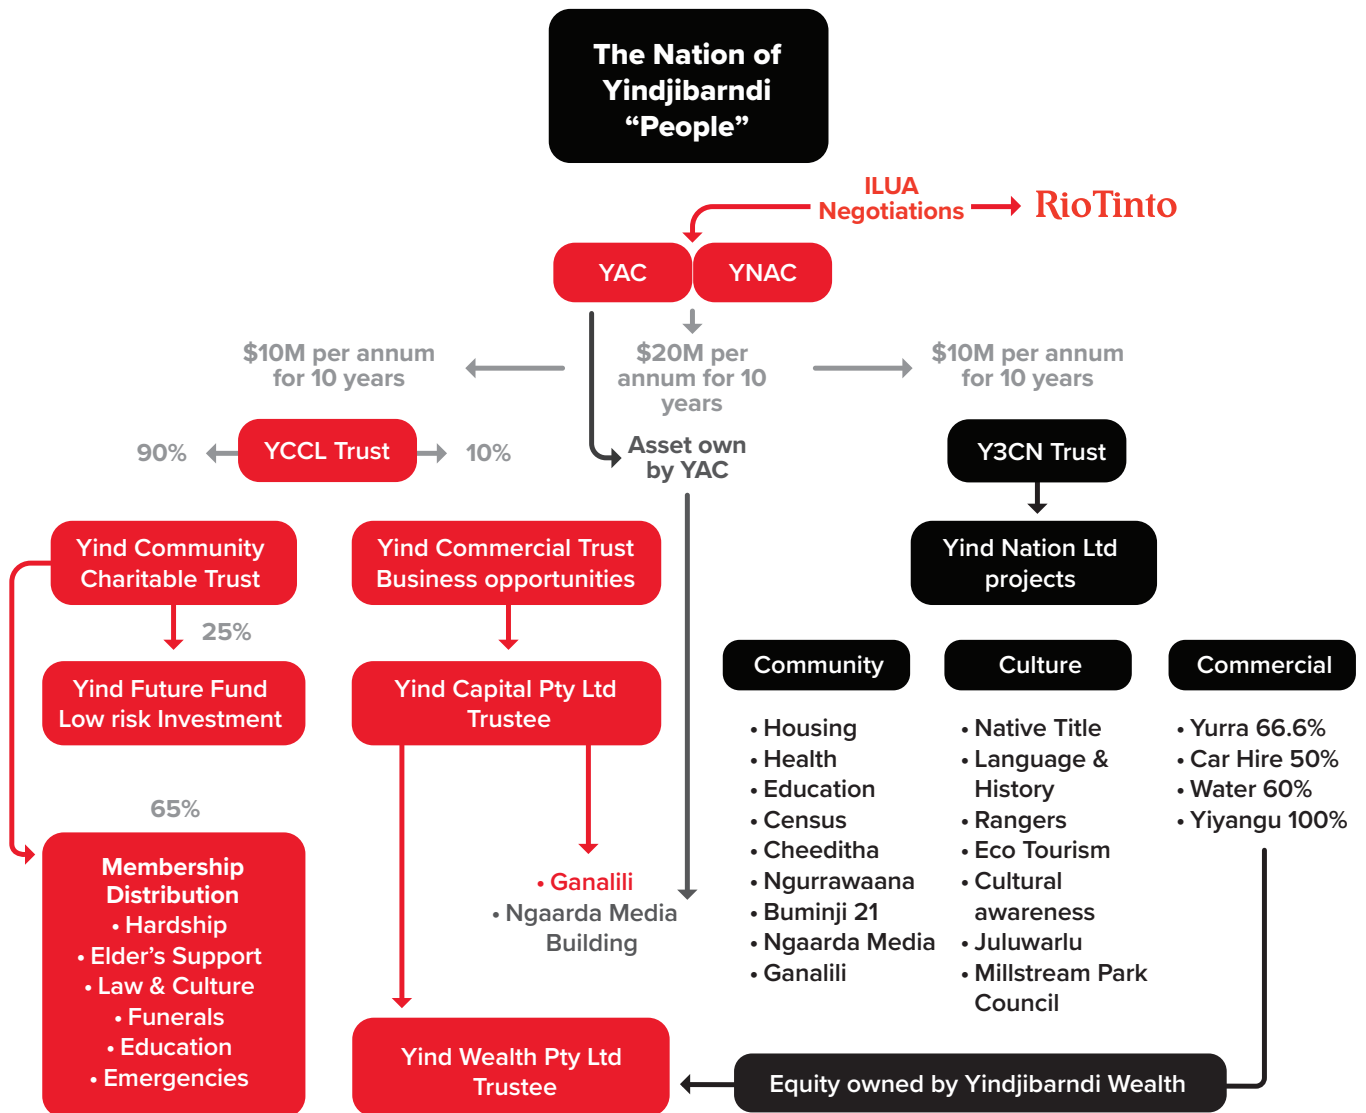 The Nation of
Yindjibarndi
“People”
ILUA
Negotiations
RioTinto
YAC
YNAC
$10M per annum
for 10 years
$20M per
annum for 10
years
$10M per annum
for 10 years
90%
YCCL Trust
10%
Asset own
by YAC
Y3CN Trust
Yind Community
Charitable Trust
Yind Commercial Trust
Business opportunities
Yind Nation Ltd
projects
25%
Yind Future Fund
Low risk Investment
Yind Capital Pty Ltd
Trustee
Community
• Housing
• Health
• Education
• Census
• Cheeditha
• Ngurrawaana
• Buminji 21
• Ngaarda Media
• Ganalili
Culture
• Native Title
• Language &
History
• Rangers
• Eco Tourism
• Cultural
awareness
• Juluwarlu
• Millstream Park
Council
Commercial
• Yurra 66.6%
• Car Hire 50%
• Water 60%
• Yiyangu 100%
65%
Membership
Distribution
• Hardship
• Elder’s Support
• Law & Culture
• Funerals
• Education
• Emergencies
• Ganalili
• Ngaarda Media
Building
Yind Wealth Pty Ltd
Trustee
Equity owned by Yindjibarndi Wealth